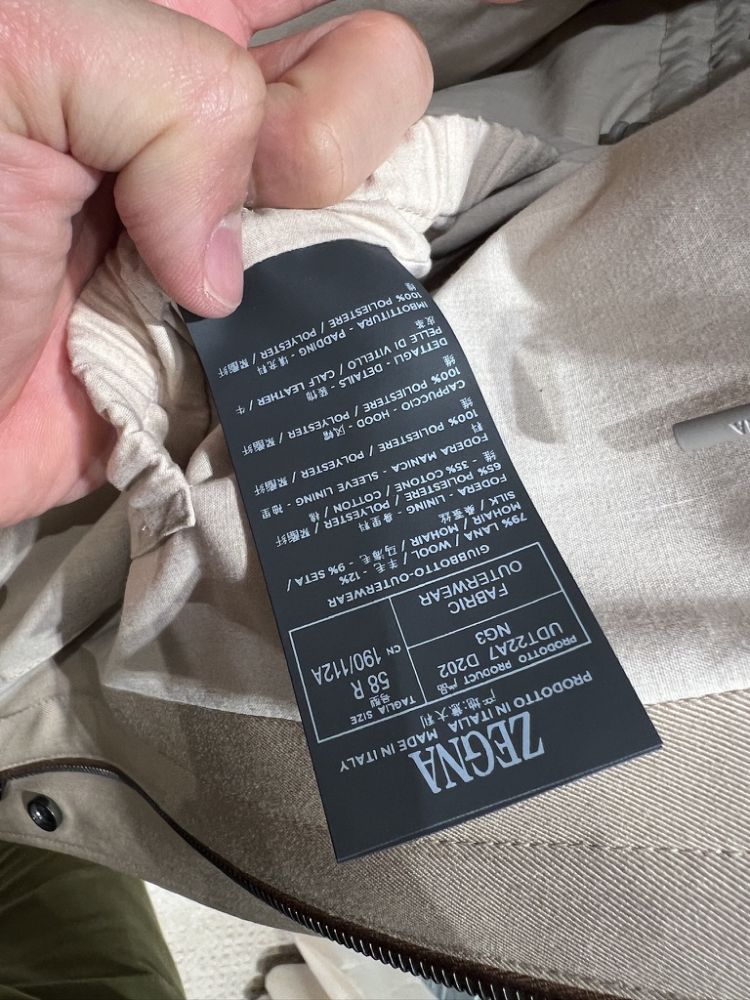 ZEGNA
PRODOTTO IN ITALIA MADE IN ITALY
产地:意大利
PRODOTTO PRODUCT 产品
UDT22A7 D202
NG3
TAGLIA SIZE
号型
58 R
CN 190/112A
FABRIC
OUTERWEAR
GIUBBOTTO-OUTERWEAR
79% LANA / WOOL / 羊毛 - 12%
MOHAIR / MOHAIR / 马海毛 - 9% SETA /
SILK / 桑蚕丝
FODERA - LINING - 身里料
65% POLIESTERE / POLYESTER / 聚酯纤
维 - 35% COTONE / COTTON / 棉
FODERA MANICA - SLEEVE LINING - 袖里
料
100% POLIESTERE / POLYESTER / 聚酯纤
维
CAPPUCCIO - HOOD - 风帽
100% POLIESTERE / POLYESTER / 聚酯纤
维
DETTAGLI - DETAILS - 装饰
PELLE DI VITELLO / CALF LEATHER / 牛
皮革
IMBOTTITURA - PADDING - 填充料
100% POLIESTERE / POLYESTER / 聚酯纤
维